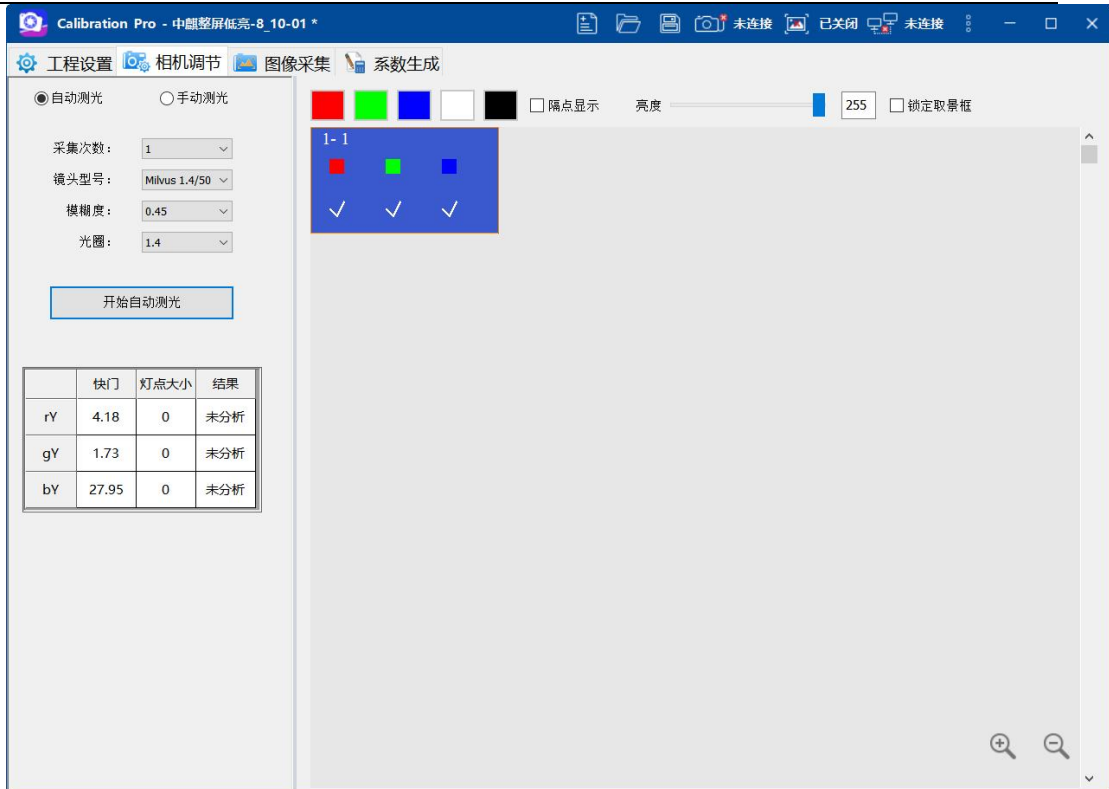 Calibration Pro - 中麒整屏低亮-8_10-01 *
未连接 已关闭 未连接
工程设置 相机调节 图像采集 系数生成
自动测光 手动测光
隔点显示 亮度 255 锁定取景框
采集次数： 1
镜头型号： Milvus 1.4/50
模糊度： 0.45
光圈： 1.4
开始自动测光
快门 灯点大小 结果
rY 4.18 0 未分析
gY 1.73 0 未分析
bY 27.95 0 未分析
1- 1